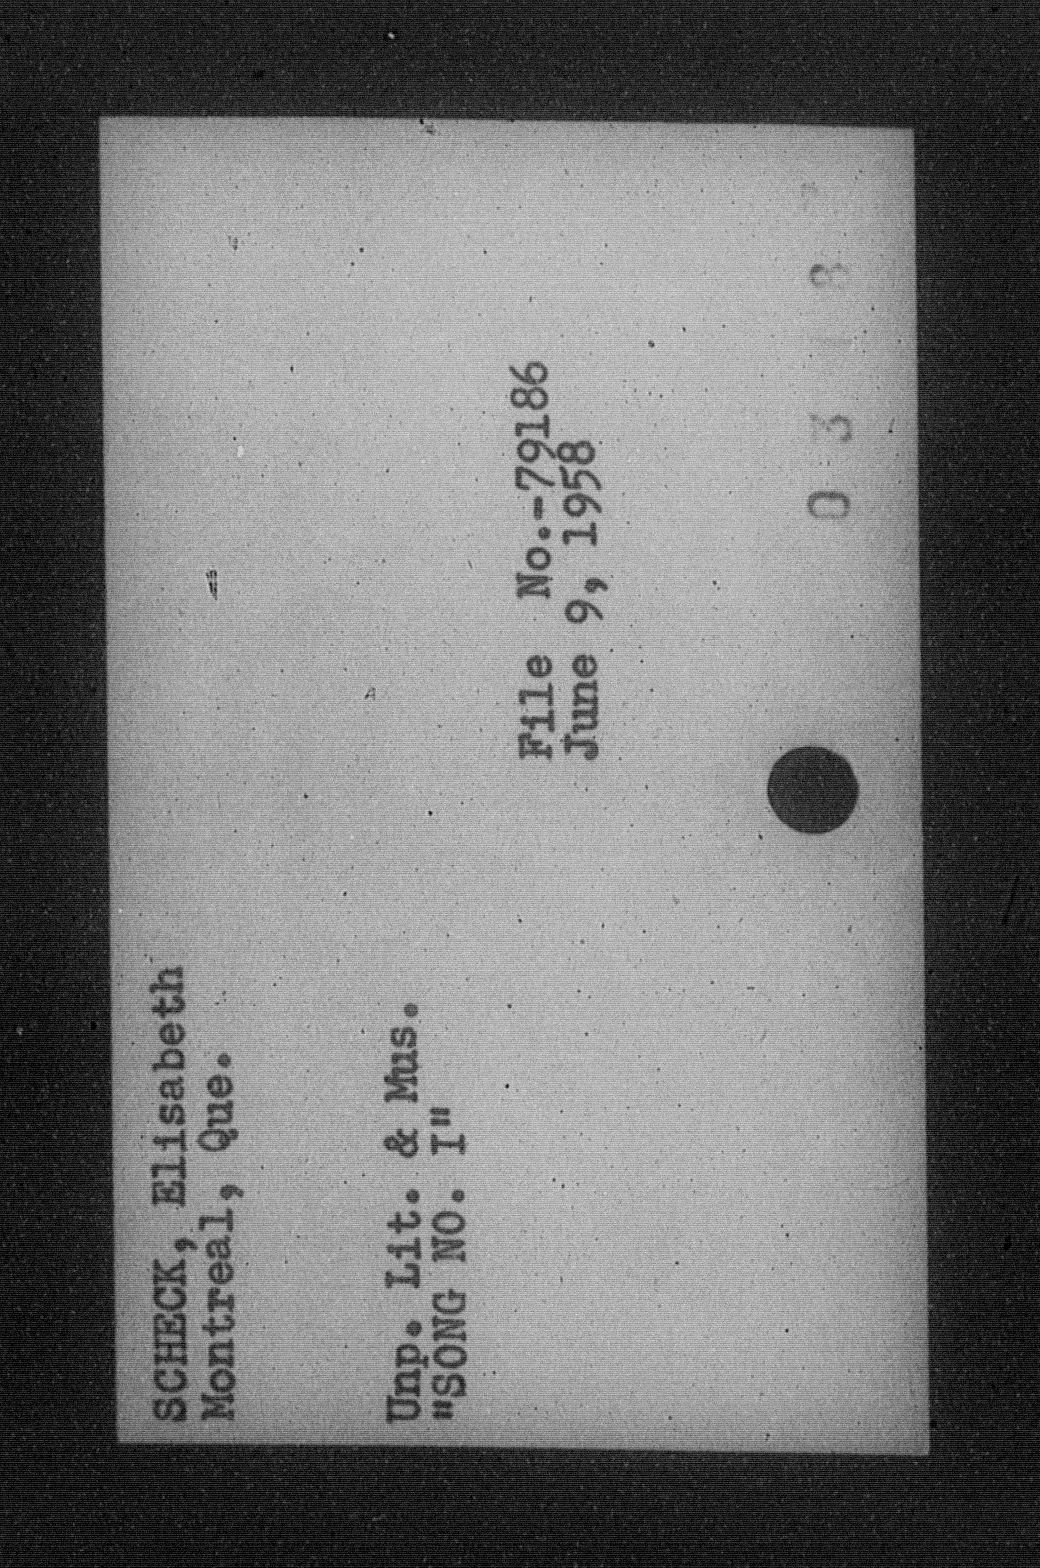 SCHECK, Elisabeth
Montreal, Que.
Unp. Lit. & Mus.
"SONG NO. I"
File No.-79186
June 9, 1958